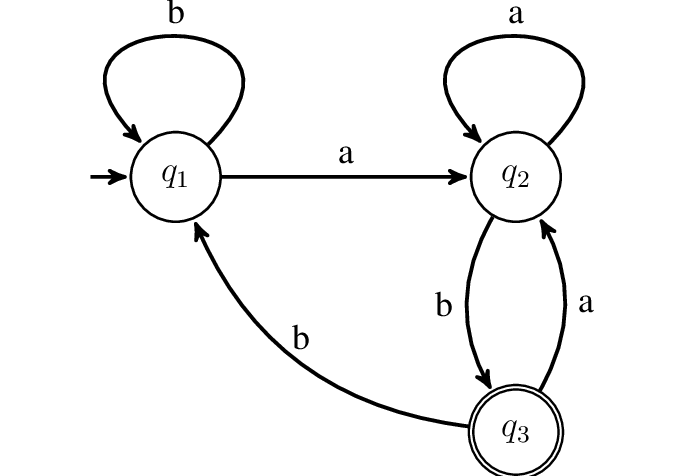 b a
q₁ a q₂
b a
b
q₃